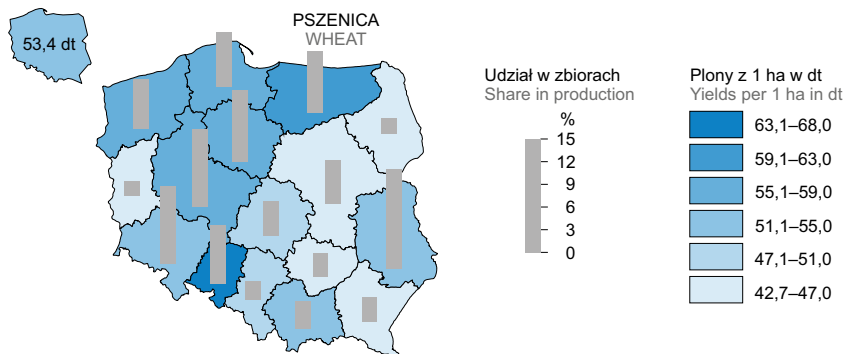 53,4 dt
PSZENICA
WHEAT
Udział w zbiorach
Share in production
%
15
12
9
6
3
0
Plony z 1 ha w dt
Yields per 1 ha in dt
63,1–68,0
59,1–63,0
55,1–59,0
51,1–55,0
47,1–51,0
42,7–47,0